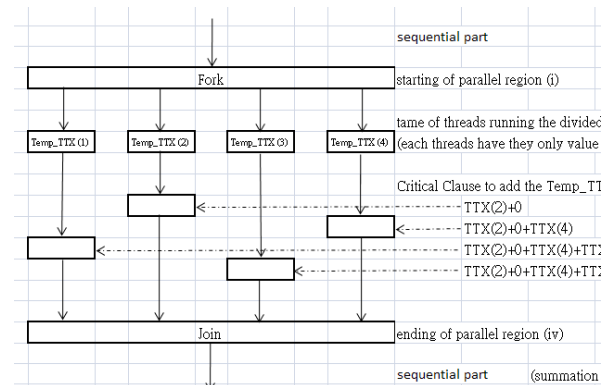 sequential part
Fork
starting of parallel region (i)
tame of threads running the divided
Temp_TTX (1)
Temp_TTX (2)
Temp_TTX (3)
Temp_TTX (4)
(each threads have they only value
Critical Clause to add the Temp_TT
TTX(2)+0
TTX(2)+0+TTX(4)
TTX(2)+0+TTX(4)+TTX
TTX(2)+0+TTX(4)+TTX
Join
ending of parallel region (iv)
sequential part
(summation